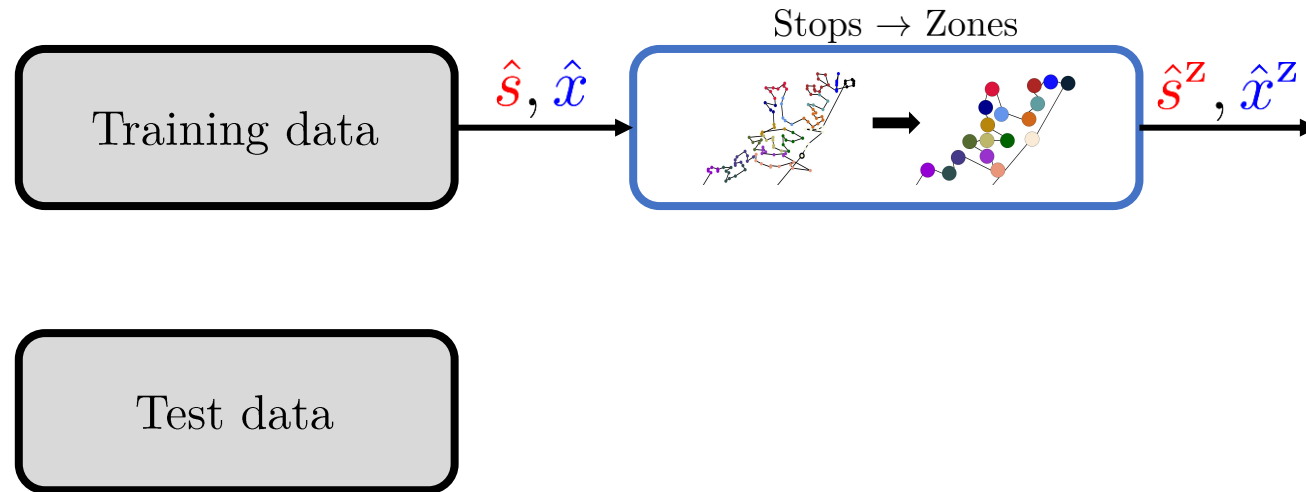 Stops → Zones
Training data
ŝ, x̂
ŝᶻ, x̂ᶻ
Test data